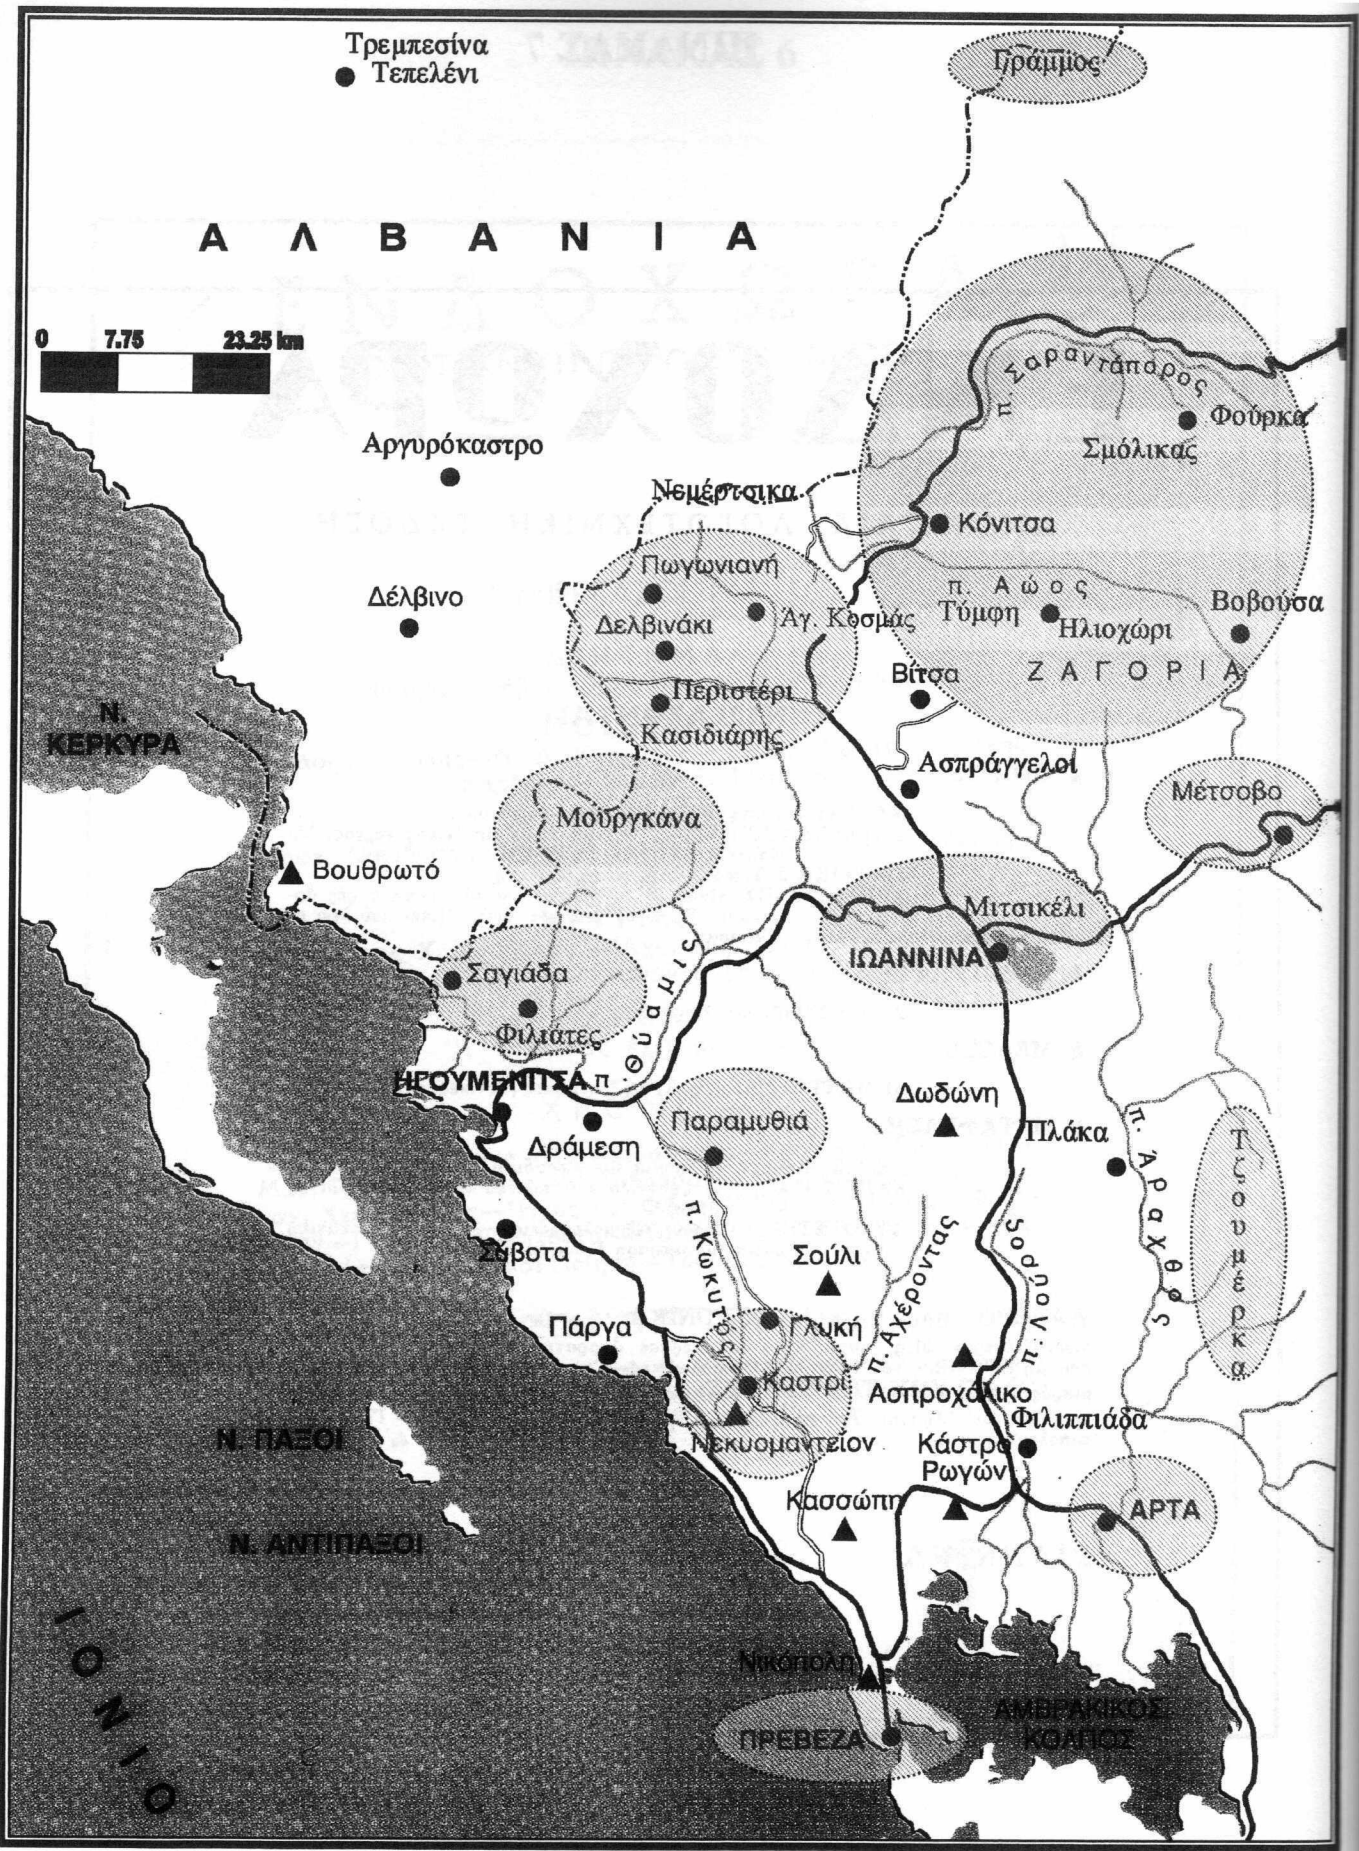 Τρεμπεσίνα
Τεπελένι
Γράμμος
ΑΛΒΑΝΙΑ
0 7.75 23.25 km
π. Σαραντάπορος
Φούρκα
Σμόλικας
Αργυρόκαστρο
Νεμέρτσικα
Κόνιτσα
Πωγωνιανή
π. Αώος
Δέλβινο
Δελβινάκι
Άγ. Κοσμάς
Τύμφη
Ηλιοχώρι
Βοβούσα
ΖΑΓΟΡΙΑ
Βίτσα
Περιστέρι
Κασιδιάρης
Ν.
ΚΕΡΚΥΡΑ
Ασπράγγελοι
Μέτσοβο
Μουργκάνα
Βουθρωτό
Μιτσικέλι
ΙΩΑΝΝΙΝΑ
Σαγιάδα
Φιλιάτες
π. Θύαμις
ΗΓΟΥΜΕΝΙΤΣΑ
Δράμεση
Παραμυθιά
Δωδώνη
Πλάκα
π. Άραχθος
Τζουμέρκα
Σύβοτα
π. Κωκυτός
Σούλι
π. Αχέροντας
π. Λούρος
Πάργα
Γλυκή
Καστρί
Ασπροχάλικο
Φιλιππιάδα
Νεκυομαντείον
Κάστρο
Ρωγών
Ν. ΠΑΞΟΙ
Κασσώπη
ΑΡΤΑ
Ν. ΑΝΤΙΠΑΞΟΙ
ΙΟΝΙΟ
Νικόπολη
ΠΡΕΒΕΖΑ
ΑΜΒΡΑΚΙΚΟΣ
ΚΟΛΠΟΣ